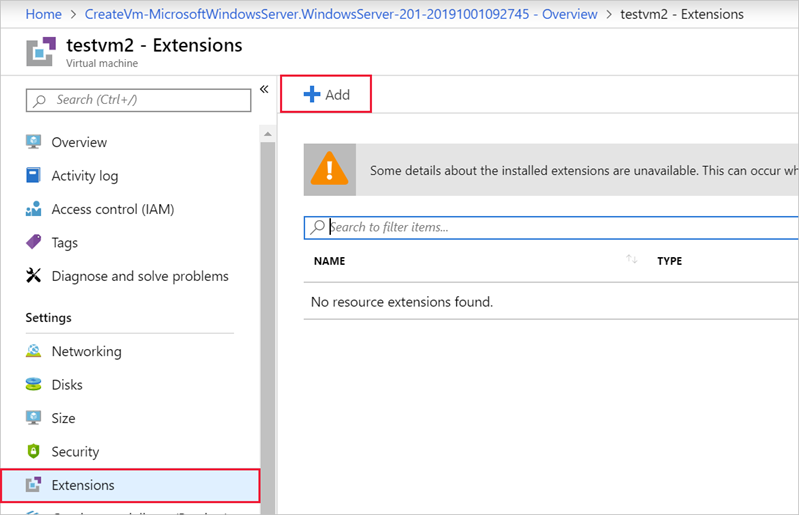 Home > CreateVm-MicrosoftWindowsServer.WindowsServer-201-20191001092745 - Overview > testvm2 - Extensions
testvm2 - Extensions
Virtual machine
Search (Ctrl+/)
«
Add
Overview
Activity log
Access control (IAM)
Tags
Diagnose and solve problems
Settings
Networking
Disks
Size
Security
Extensions
Some details about the installed extensions are unavailable. This can occur wh
Search to filter items...
NAME
TYPE
No resource extensions found.